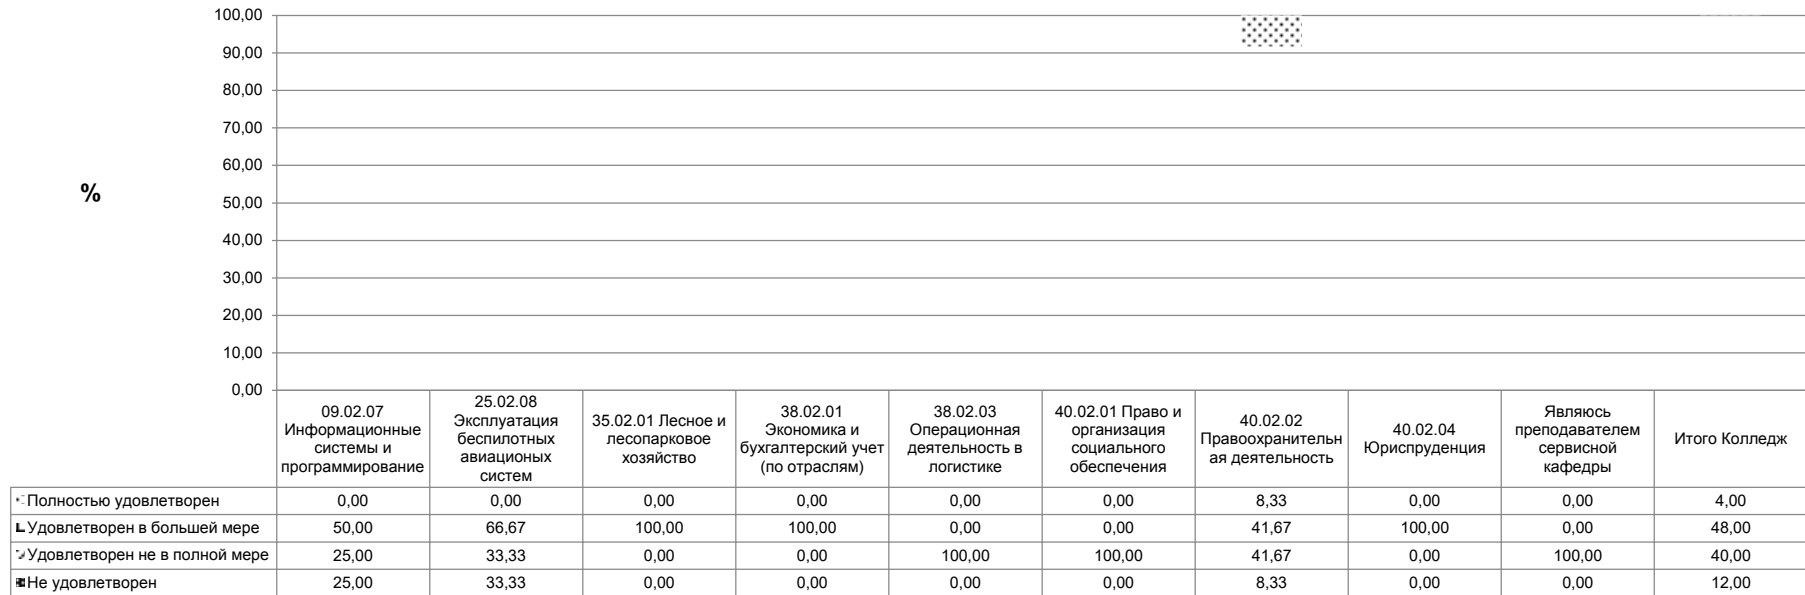 100,00
90,00
80,00
70,00
60,00
50,00
40,00
30,00
20,00
10,00
0,00
%
09.02.07
Информационные
системы и
программирование
25.02.08
Эксплуатация
беспилотных
авиационых
систем
35.02.01 Лесное и
лесопарковое
хозяйство
38.02.01
Экономика и
бухгалтерский учет
(по отраслям)
38.02.03
Операционная
деятельность в
логистике
40.02.01 Право и
организация
социального
обеспечения
40.02.02
Правоохранительн
ая деятельность
40.02.04
Юриспруденция
Являюсь
преподавателем
сервисной
кафедры
Итого Колледж
Полностью удовлетворен 0,00 0,00 0,00 0,00 0,00 0,00 8,33 0,00 0,00 4,00
Удовлетворен в большей мере 50,00 66,67 100,00 100,00 0,00 0,00 41,67 100,00 0,00 48,00
Удовлетворен не в полной мере 25,00 33,33 0,00 0,00 100,00 100,00 41,67 0,00 100,00 40,00
Не удовлетворен 25,00 33,33 0,00 0,00 0,00 0,00 8,33 0,00 0,00 12,00